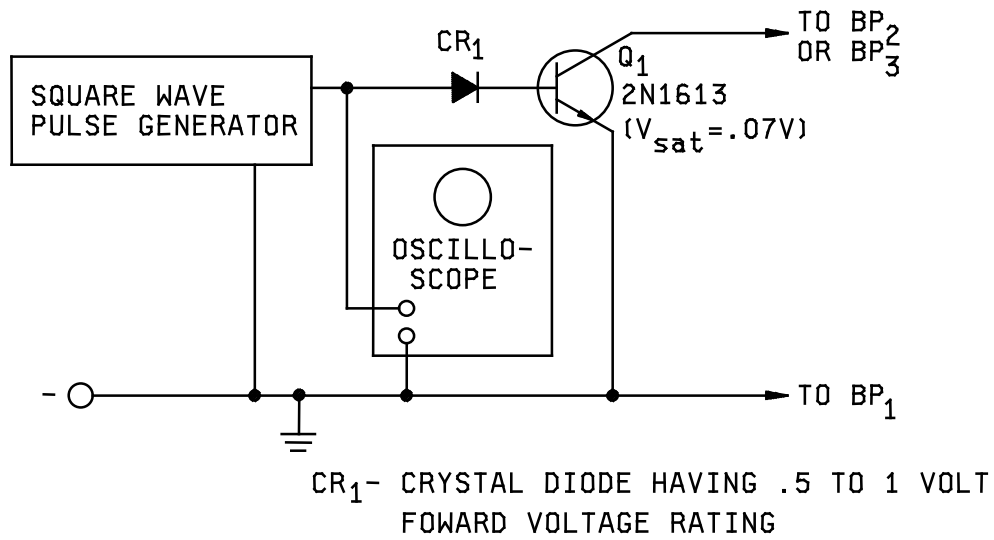 TO BP2
OR BP3
CR1
Q1
2N1613
(Vsat=.07V)
SQUARE WAVE
PULSE GENERATOR
OSCILLO-
SCOPE
-
TO BP1
CR1- CRYSTAL DIODE HAVING .5 TO 1 VOLT
FOWARD VOLTAGE RATING